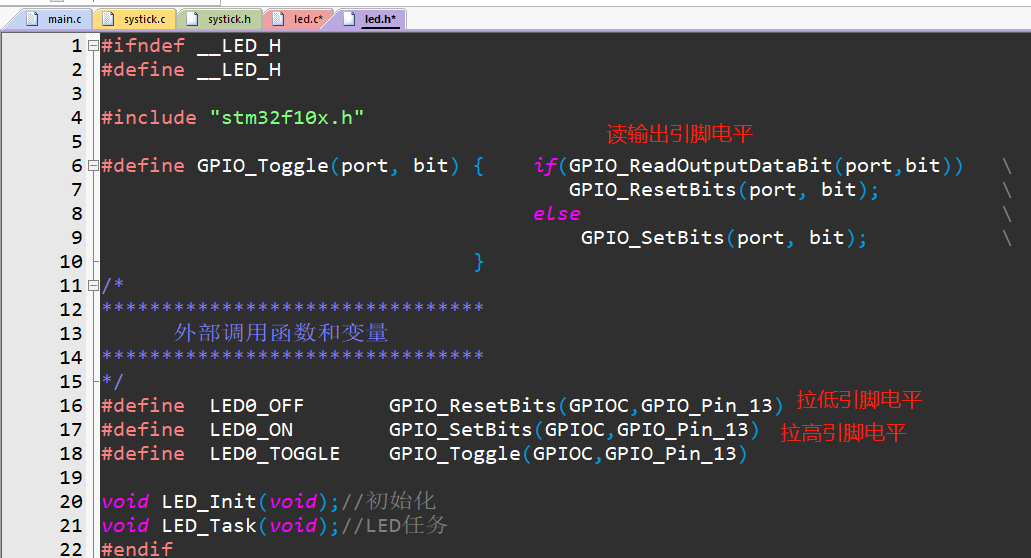 main.c systick.c systick.h led.c* led.h*
1 #ifndef __LED_H
2 #define __LED_H
3
4 #include "stm32f10x.h"
5 读输出引脚电平
6 #define GPIO_Toggle(port, bit) { if(GPIO_ReadOutputDataBit(port,bit)) \
7 GPIO_ResetBits(port, bit); \
8 else \
9 GPIO_SetBits(port, bit); \
10 }
11 /*
12 ********************************
13 外部调用函数和变量
14 ********************************
15 */
16 #define LED0_OFF GPIO_ResetBits(GPIOC,GPIO_Pin_13) 拉低引脚电平
17 #define LED0_ON GPIO_SetBits(GPIOC,GPIO_Pin_13) 拉高引脚电平
18 #define LED0_TOGGLE GPIO_Toggle(GPIOC,GPIO_Pin_13)
19
20 void LED_Init(void);//初始化
21 void LED_Task(void);//LED任务
22 #endif